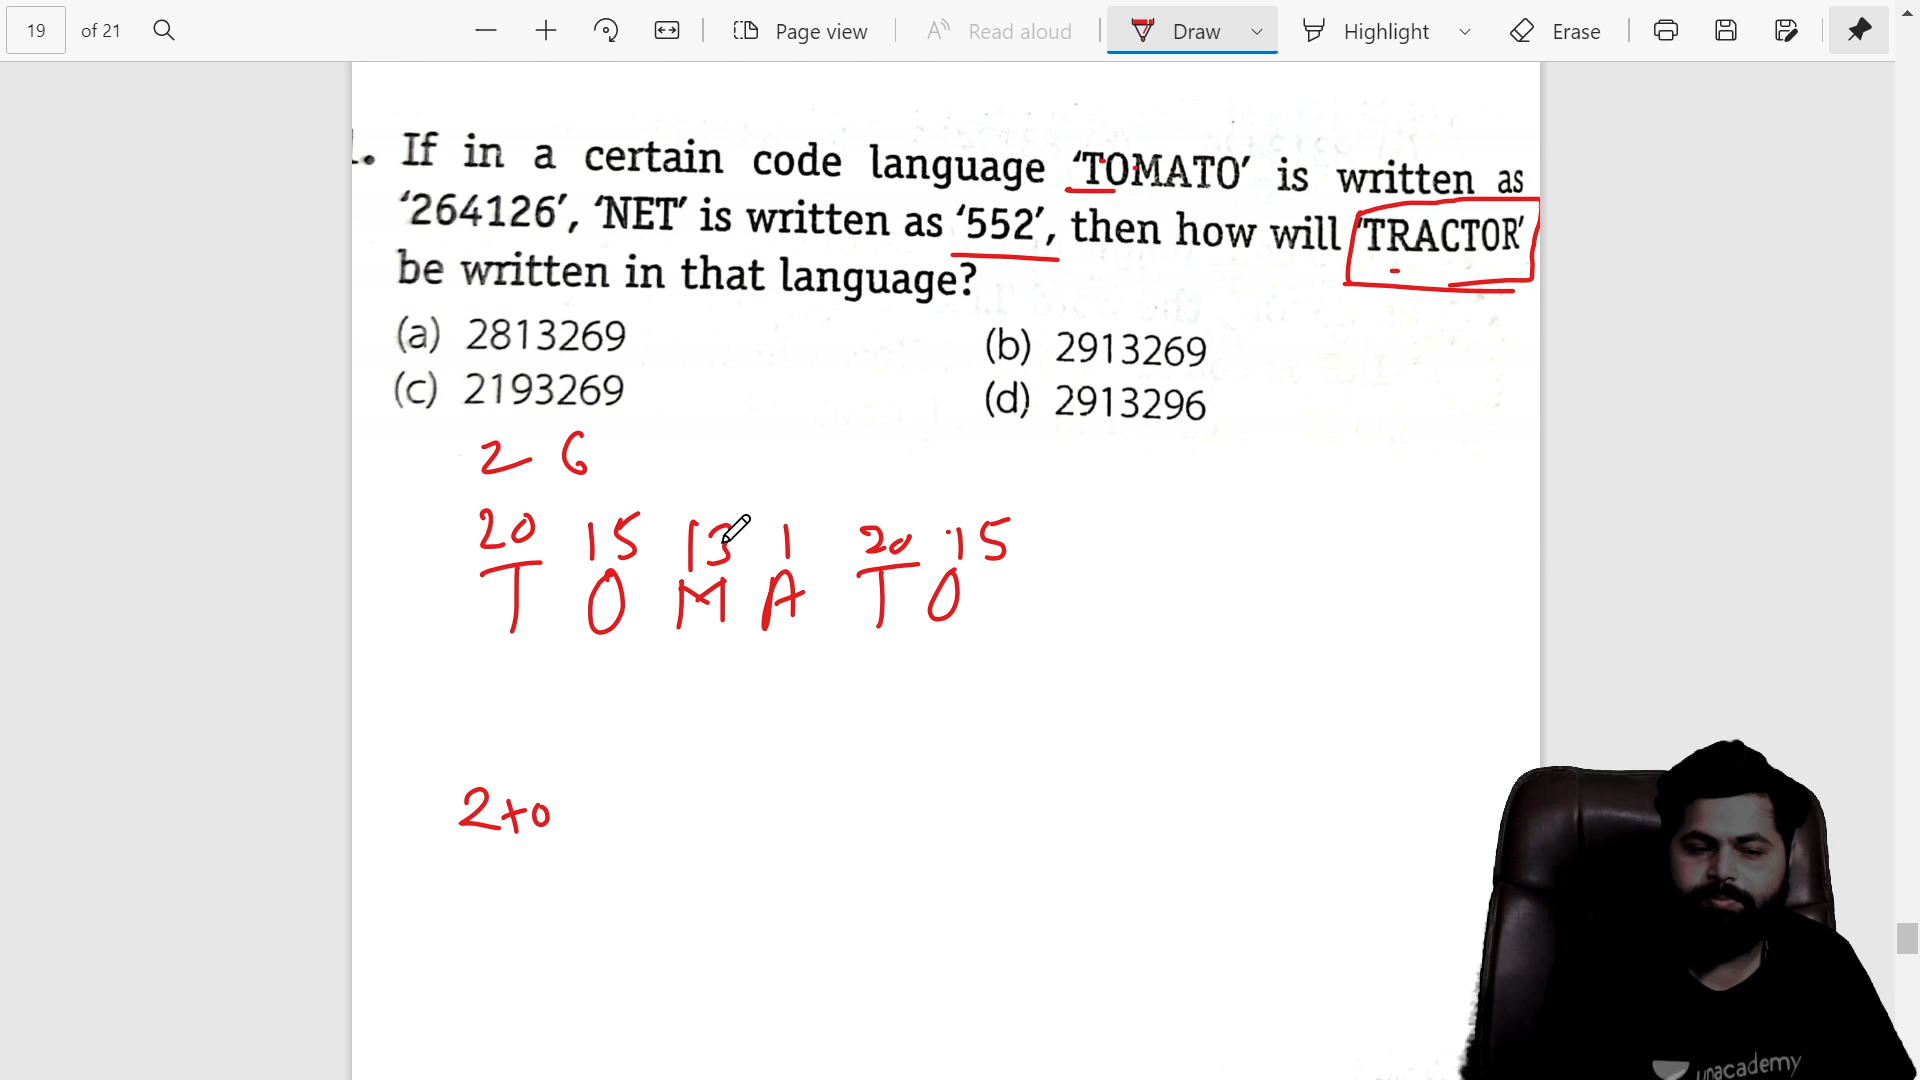 19 of 21 Page view Read aloud Draw Highlight Erase
1. If in a certain code language 'TOMATO' is written as
'264126', 'NET' is written as '552', then how will 'TRACTOR'
be written in that language?
(a) 2813269 (b) 2913269
(c) 2193269 (d) 2913296
2 6
20 15 13 1 20 15
T O M A T O
2+0
unacademy